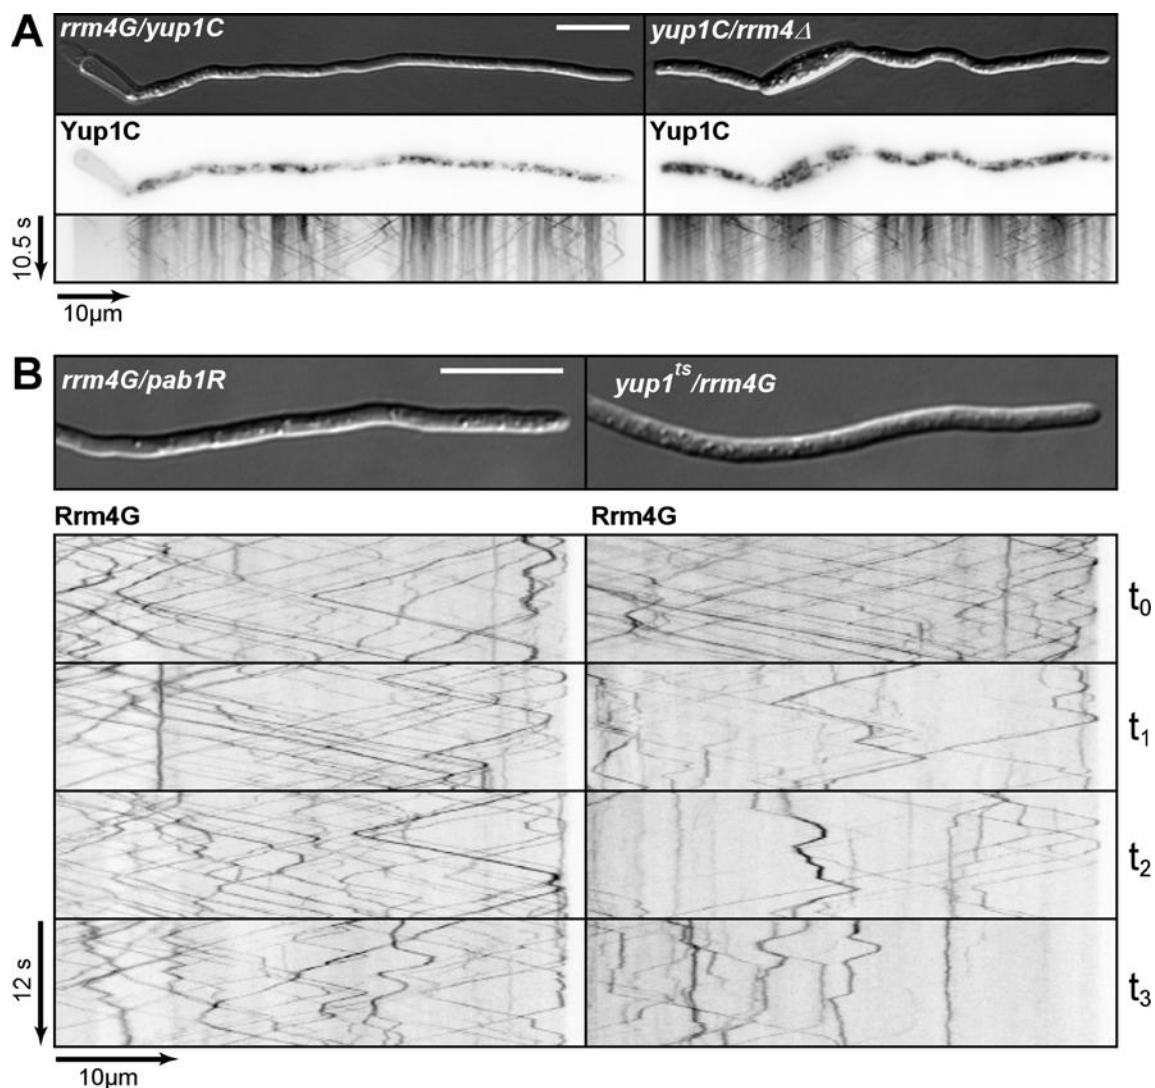 A
rrm4G/yup1C
yup1C/rrm4Δ
Yup1C
Yup1C
10.5 s
10µm
B
rrm4G/pab1R
yup1ts/rrm4G
Rrm4G
Rrm4G
t0
t1
t2
t3
12 s
10µm